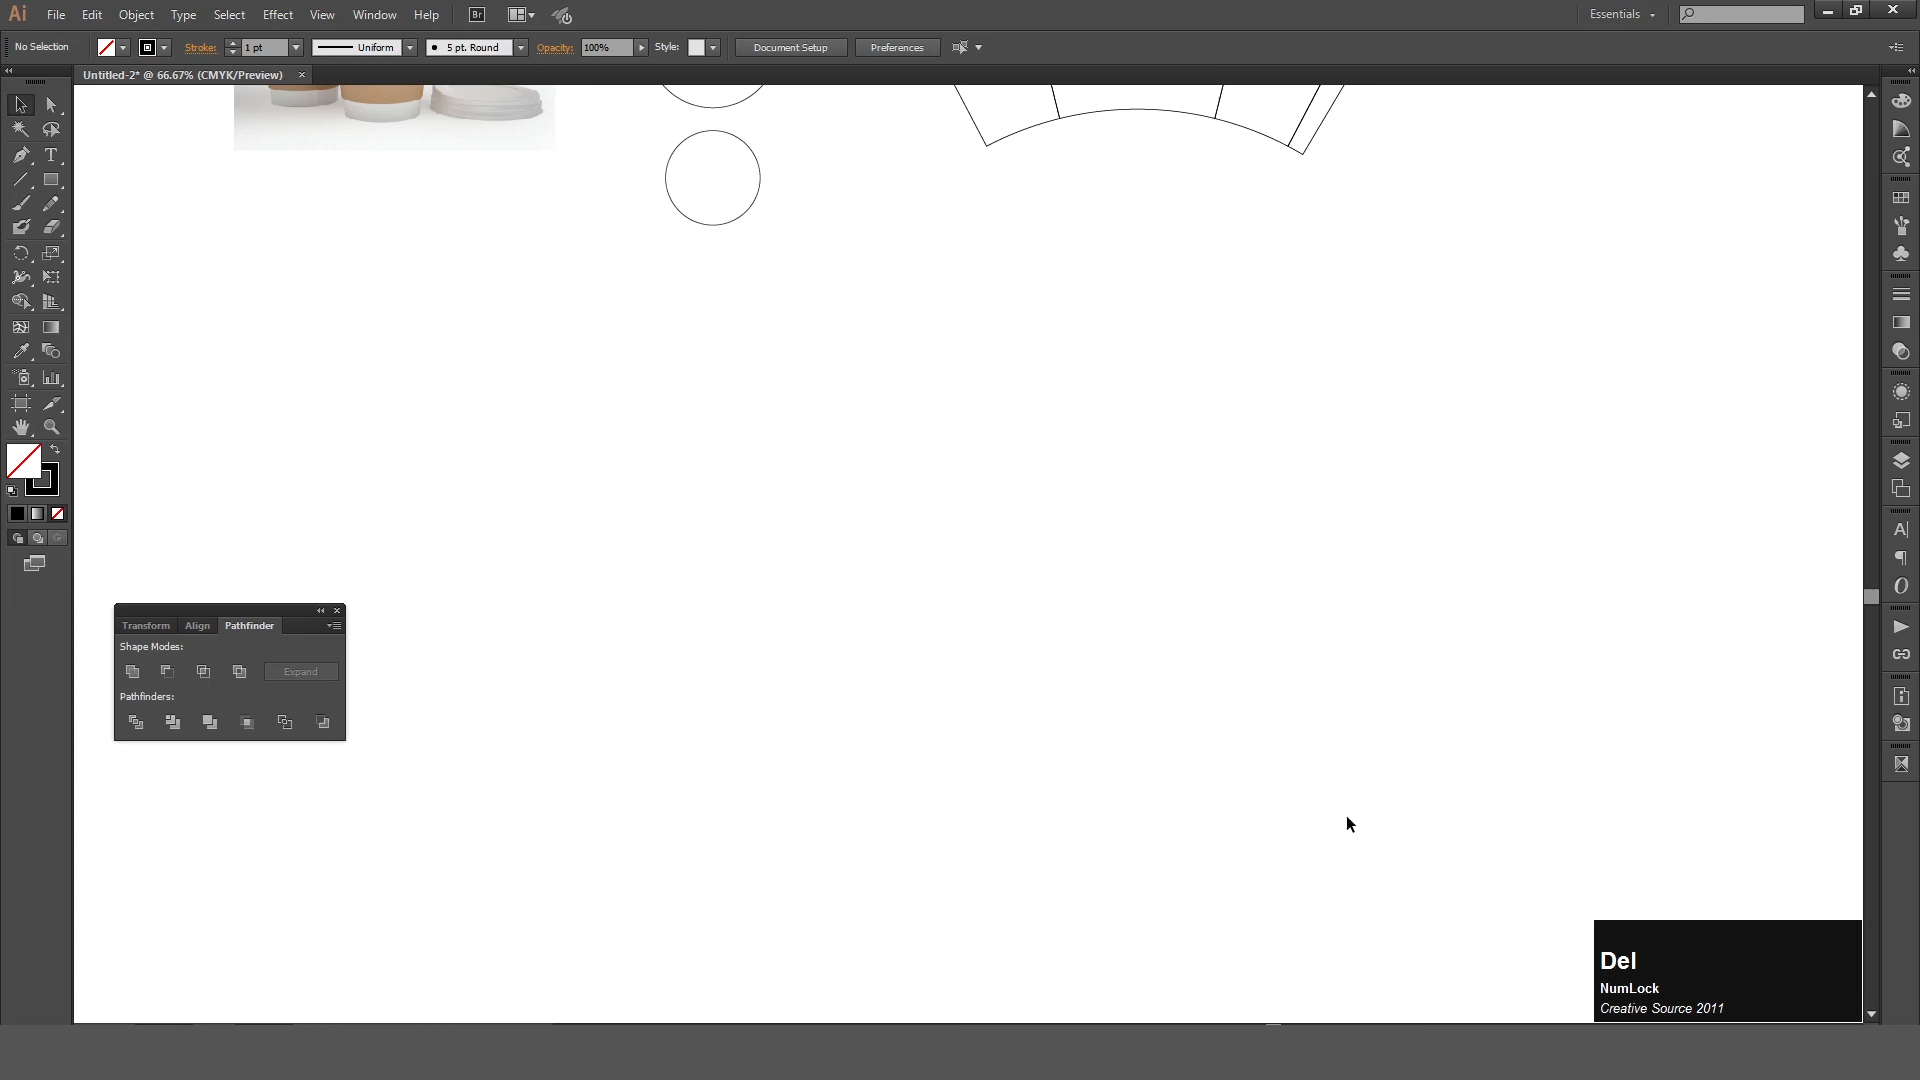 Ai File Edit Object Type Select Effect View Window Help Br Essentials
No Selection Stroke: 1 pt Uniform 5 pt. Round Opacity: 100% Style: Document Setup Preferences
Untitled-2* @ 66.67% (CMYK/Preview)
Transform Align Pathfinder
Shape Modes:
Expand
Pathfinders:
Del
NumLock
Creative Source 2011